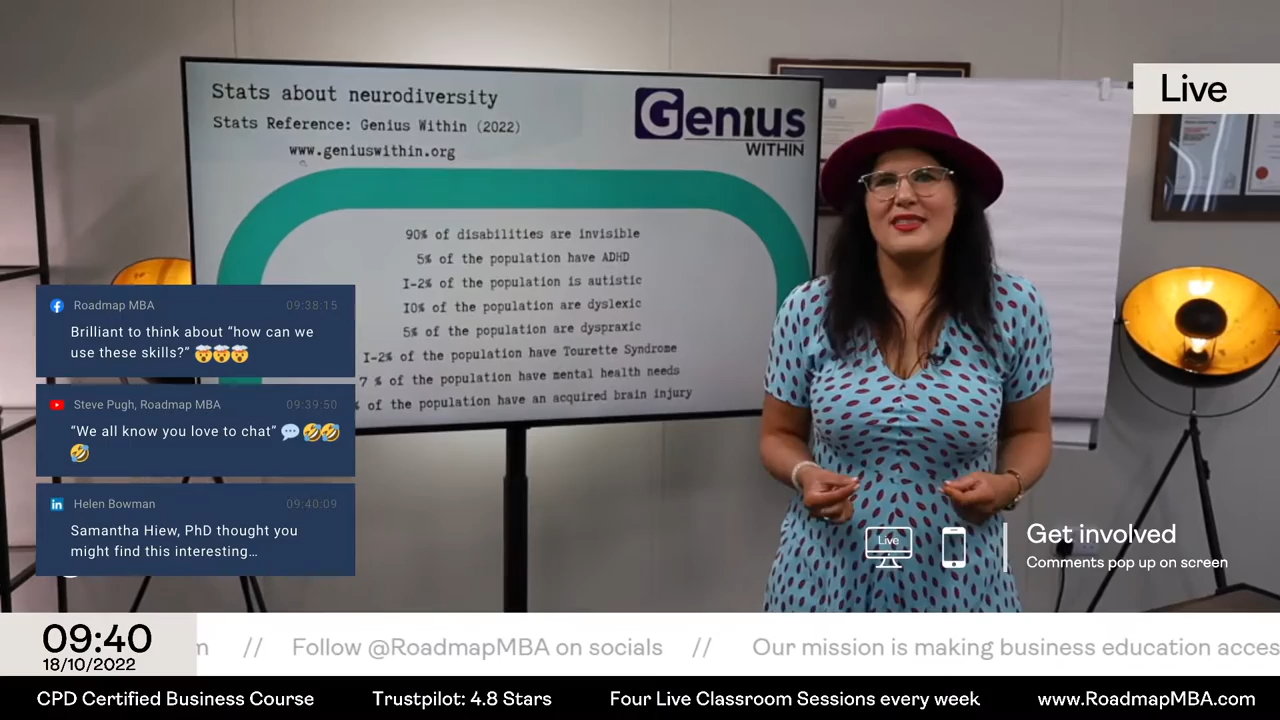 Stats about neurodiversity
Stats Reference: Genius Within (2022)
www.geniuswithin.org
Genius
WITHIN
90% of disabilities are invisible
5% of the population have ADHD
I-2% of the population is autistic
I0% of the population are dyslexic
5% of the population are dyspraxic
I-2% of the population have Tourette Syndrome
7 % of the population have mental health needs
% of the population have an acquired brain injury
Live
Roadmap MBA 09:38:15
Brilliant to think about “how can we
use these skills?” 🤯🤯🤯
Steve Pugh, Roadmap MBA 09:39:50
“We all know you love to chat” 💬 🤣🤣
🤣
Helen Bowman 09:40:09
Samantha Hiew, PhD thought you
might find this interesting…
Live
Get involved
Comments pop up on screen
09:40
18/10/2022
m // Follow @RoadmapMBA on socials // Our mission is making business education acces
CPD Certified Business Course Trustpilot: 4.8 Stars Four Live Classroom Sessions every week www.RoadmapMBA.com